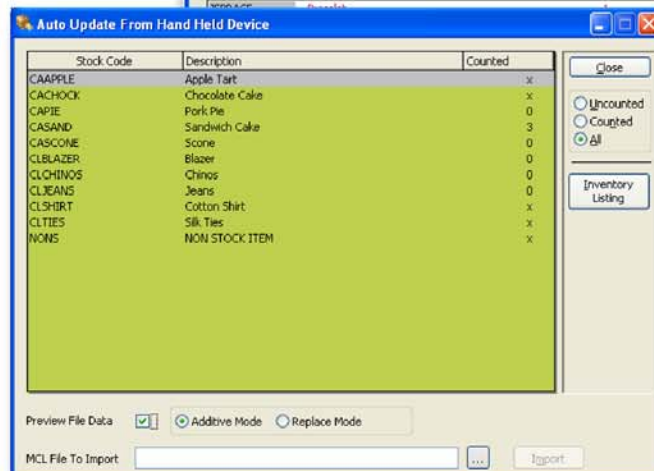 Auto Update From Hand Held Device
Stock Code Description Counted
CAAPPLE Apple Tart x
CACHOCK Chocolate Cake x
CAPIE Pork Pie 0
CASAND Sandwich Cake 3
CASCONE Scone 0
CLBLAZER Blazer 0
CLCHINOS Chinos 0
CLJEANS Jeans 0
CLSHIRT Cotton Shirt x
CLTIES Silk Ties x
NONS NON STOCK ITEM x
Close
Uncounted
Counted
All
Inventory
Listing
Preview File Data Additive Mode Replace Mode
MCL File To Import ... Import